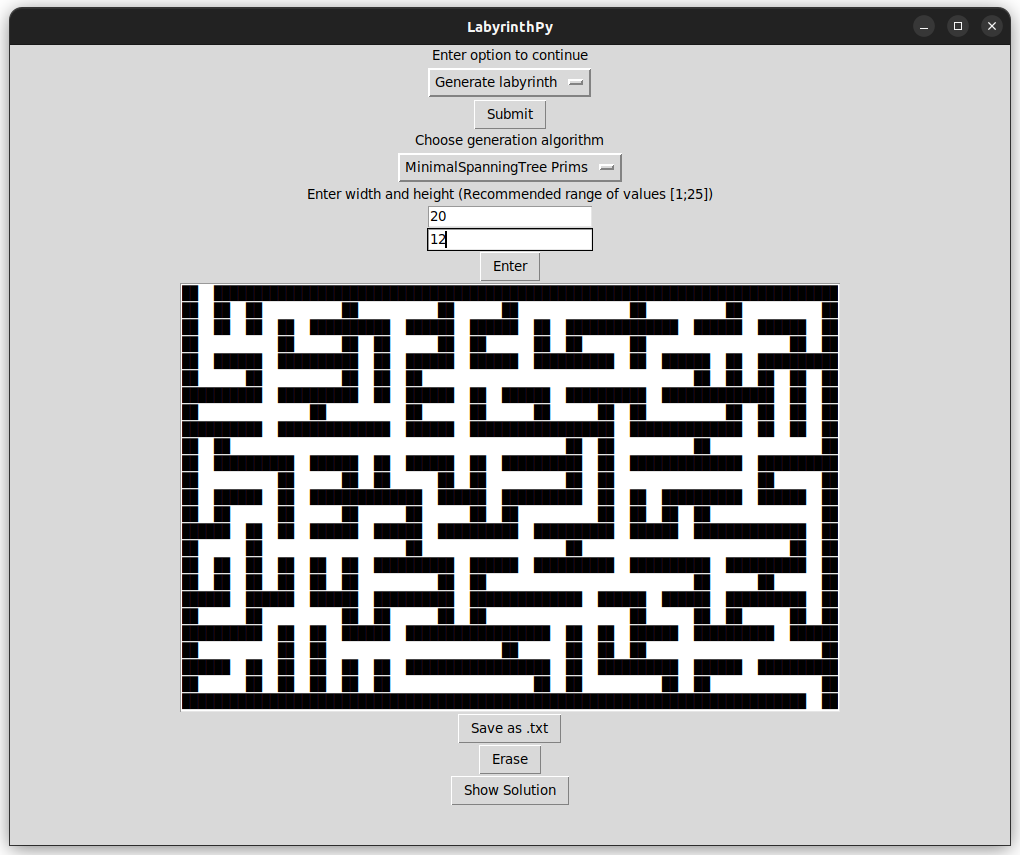 LabyrinthPy
Enter option to continue
Generate labyrinth
Submit
Choose generation algorithm
MinimalSpanningTree Prims
Enter width and height (Recommended range of values [1;25])
20
12
Enter
Save as .txt
Erase
Show Solution